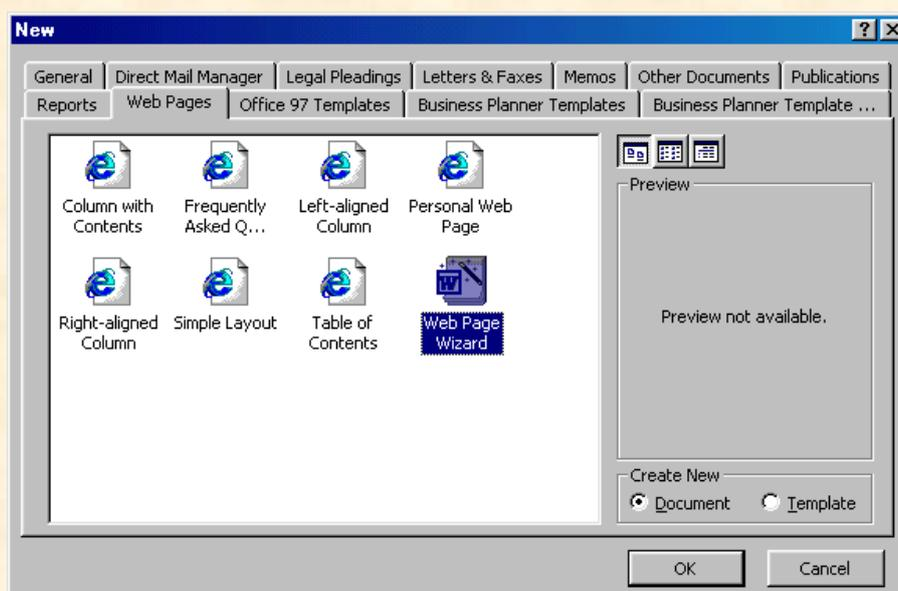 New
General Direct Mail Manager Legal Pleadings Letters & Faxes Memos Other Documents Publications
Reports Web Pages Office 97 Templates Business Planner Templates Business Planner Template ...
Column with
Contents
Frequently
Asked Q...
Left-aligned
Column
Personal Web
Page
Right-aligned
Column
Simple Layout
Table of
Contents
Web Page
Wizard
Preview
Preview not available.
Create New
Document Template
OK Cancel